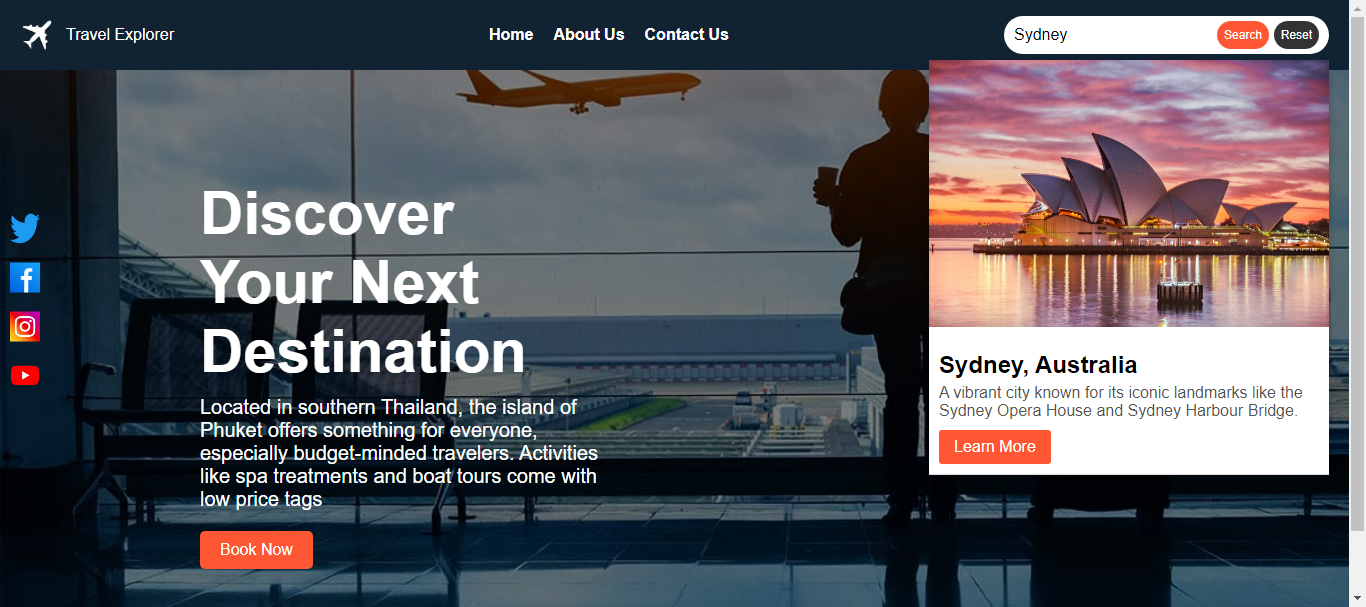 Travel Explorer
Home About Us Contact Us
Sydney Search Reset
Discover
Your Next
Destination
Located in southern Thailand, the island of
Phuket offers something for everyone,
especially budget-minded travelers. Activities
like spa treatments and boat tours come with
low price tags
Book Now
Sydney, Australia
A vibrant city known for its iconic landmarks like the
Sydney Opera House and Sydney Harbour Bridge.
Learn More